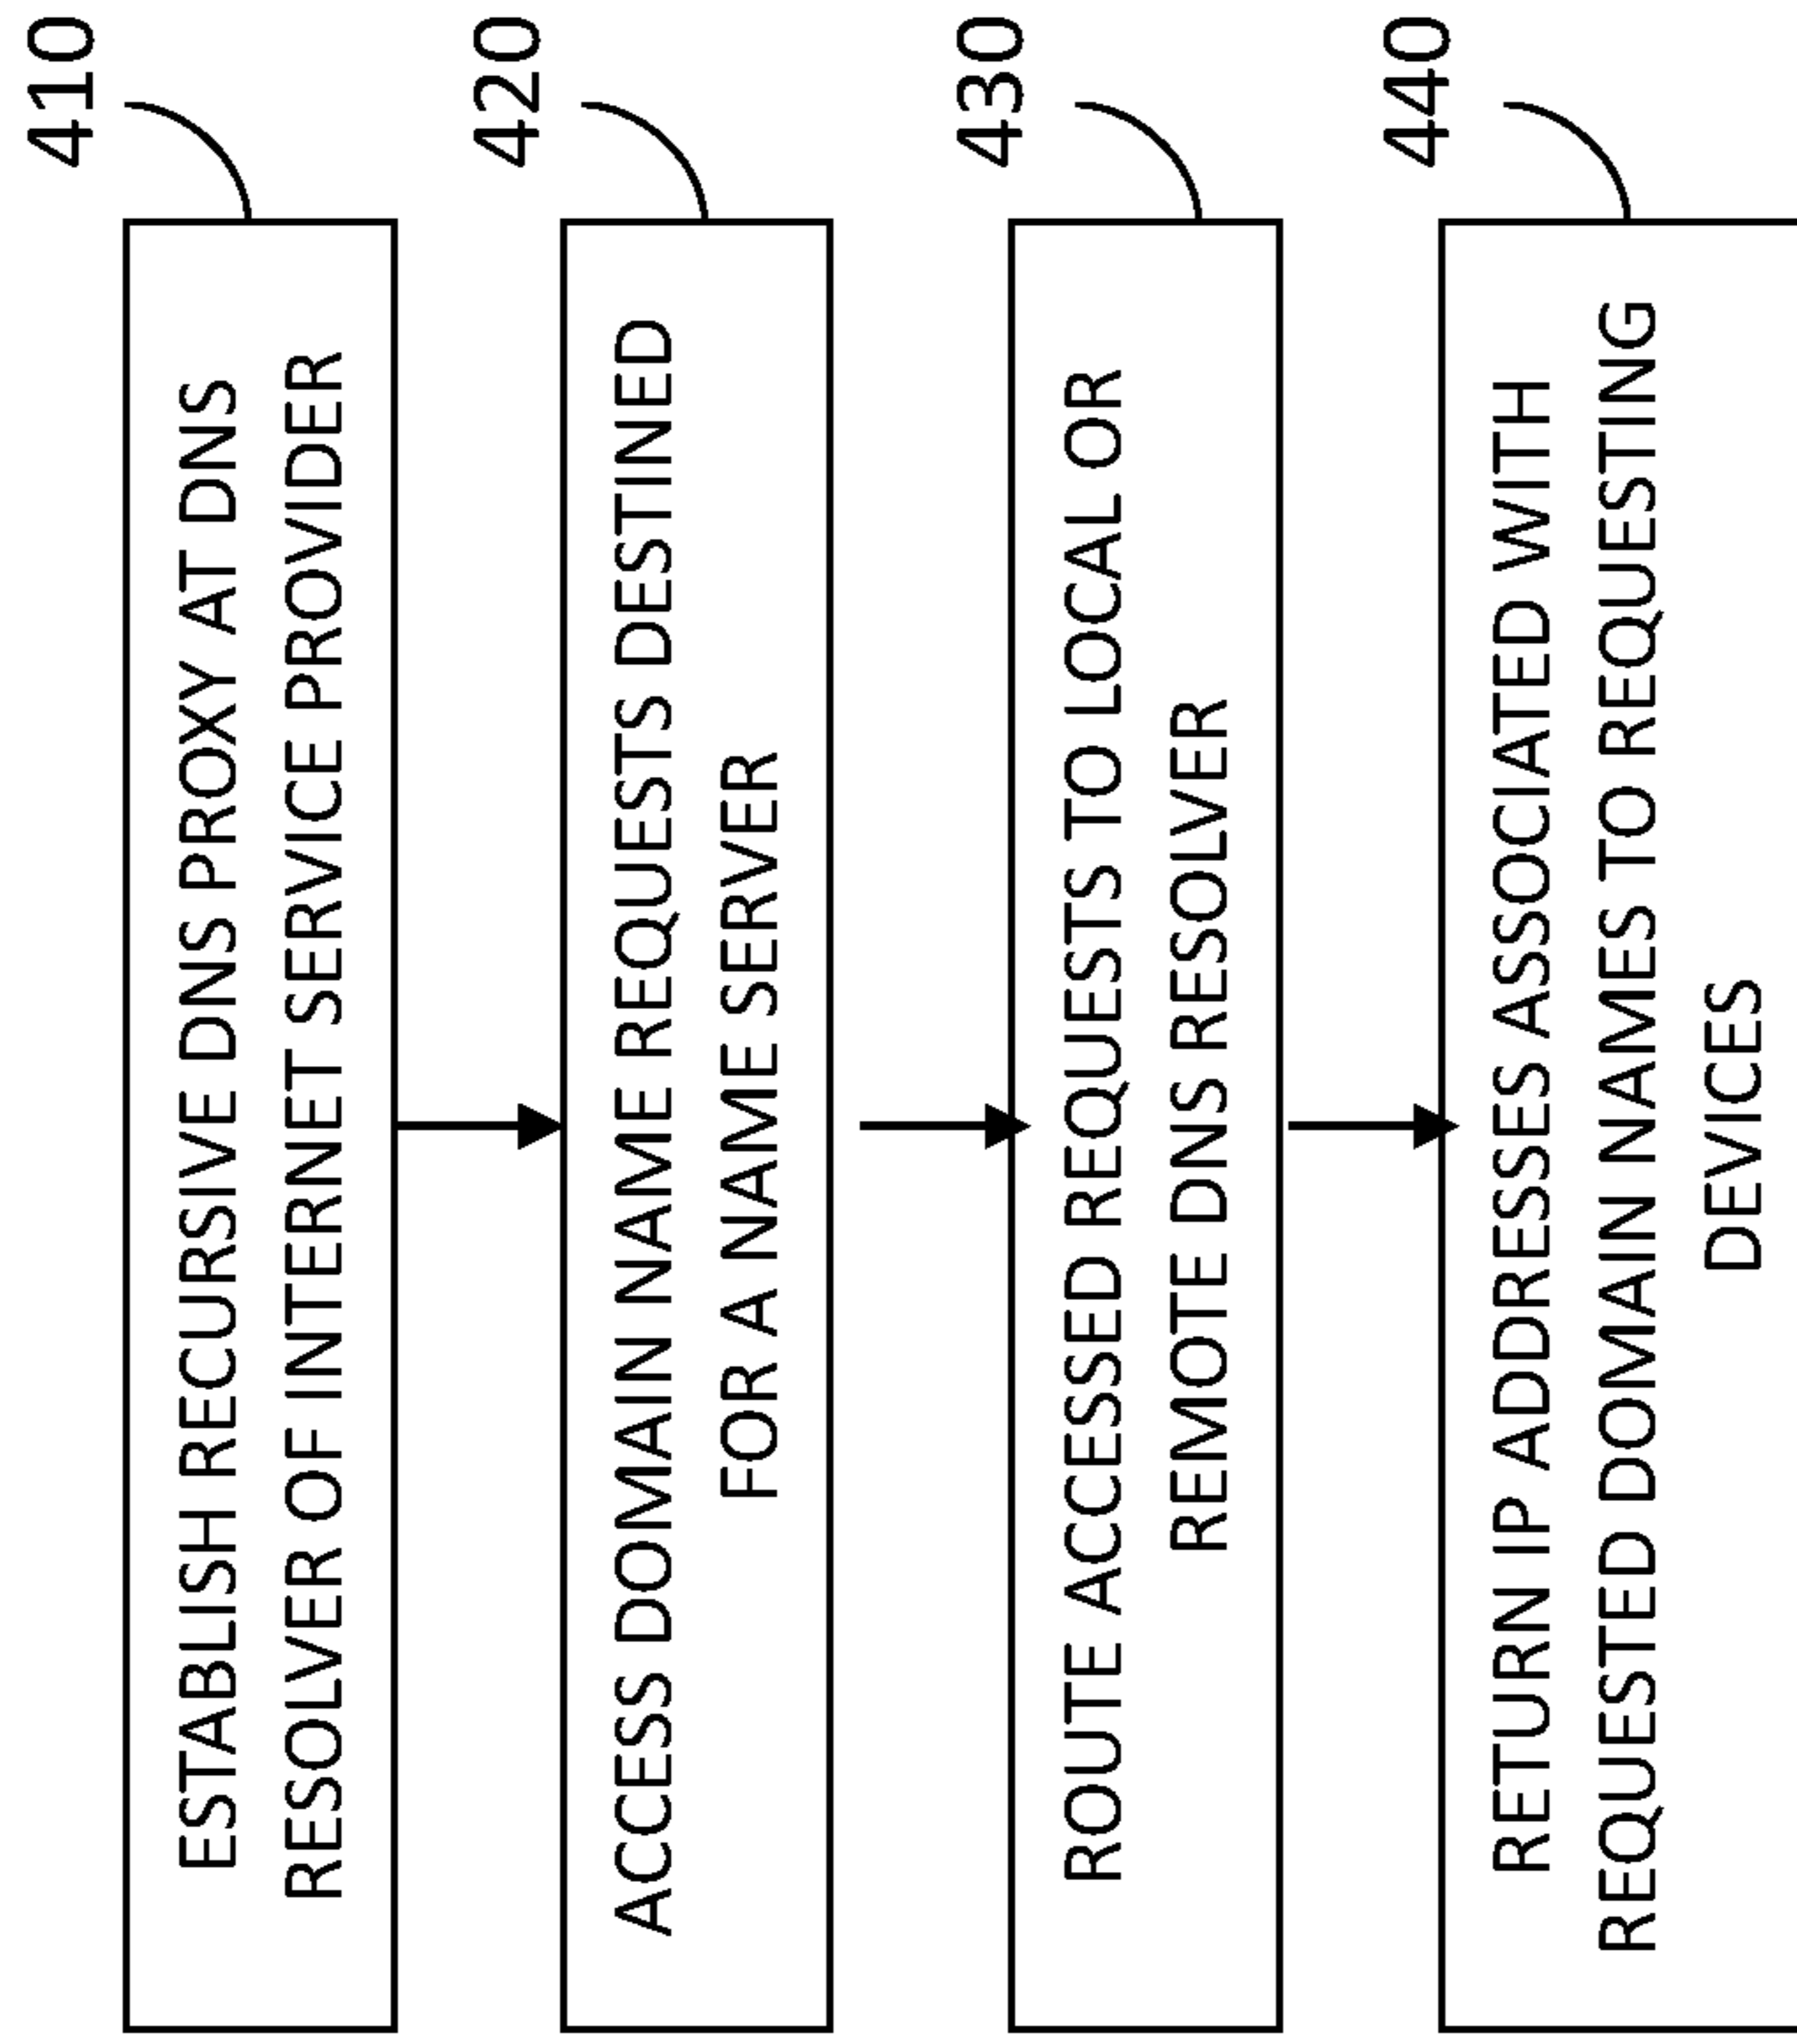 410
ESTABLISH RECURSIVE DNS PROXY AT DNS
RESOLVER OF INTERNET SERVICE PROVIDER
420
ACCESS DOMAIN NAME REQUESTS DESTINED
FOR A NAME SERVER
430
ROUTE ACCESSED REQUESTS TO LOCAL OR
REMOTE DNS RESOLVER
440
RETURN IP ADDRESSES ASSOCIATED WITH
REQUESTED DOMAIN NAMES TO REQUESTING
DEVICES